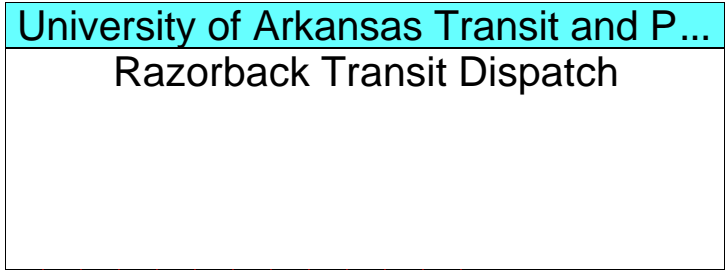 University of Arkansas Transit and P...
Razorback Transit Dispatch